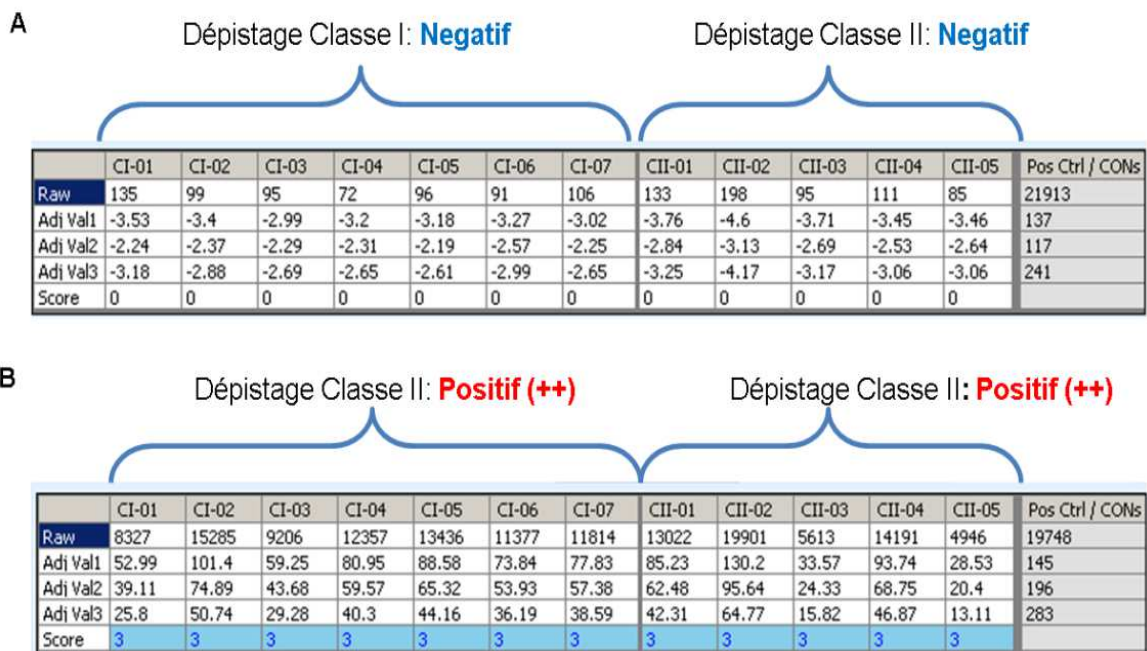 A
Dépistage Classe I: Negatif Dépistage Classe II: Negatif
CI-01 CI-02 CI-03 CI-04 CI-05 CI-06 CI-07 CII-01 CII-02 CII-03 CII-04 CII-05 Pos Ctrl / CONs
Raw 135 99 95 72 96 91 106 133 198 95 111 85 21913
Adj Val1 -3.53 -3.4 -2.99 -3.2 -3.18 -3.27 -3.02 -3.76 -4.6 -3.71 -3.45 -3.46 137
Adj Val2 -2.24 -2.37 -2.29 -2.31 -2.19 -2.57 -2.25 -2.84 -3.13 -2.69 -2.53 -2.64 117
Adj Val3 -3.18 -2.88 -2.69 -2.65 -2.61 -2.99 -2.65 -3.25 -4.17 -3.17 -3.06 -3.06 241
Score 0 0 0 0 0 0 0 0 0 0 0 0
B
Dépistage Classe II: Positif (++) Dépistage Classe II: Positif (++)
CI-01 CI-02 CI-03 CI-04 CI-05 CI-06 CI-07 CII-01 CII-02 CII-03 CII-04 CII-05 Pos Ctrl / CONs
Raw 8327 15285 9206 12357 13436 11377 11814 13022 19901 5613 14191 4946 19748
Adj Val1 52.99 101.4 59.25 80.95 88.58 73.84 77.83 85.23 130.2 33.57 93.74 28.53 145
Adj Val2 39.11 74.89 43.68 59.57 65.32 53.93 57.38 62.48 95.64 24.33 68.75 20.4 196
Adj Val3 25.8 50.74 29.28 40.3 44.16 36.19 38.59 42.31 64.77 15.82 46.87 13.11 283
Score 3 3 3 3 3 3 3 3 3 3 3 3